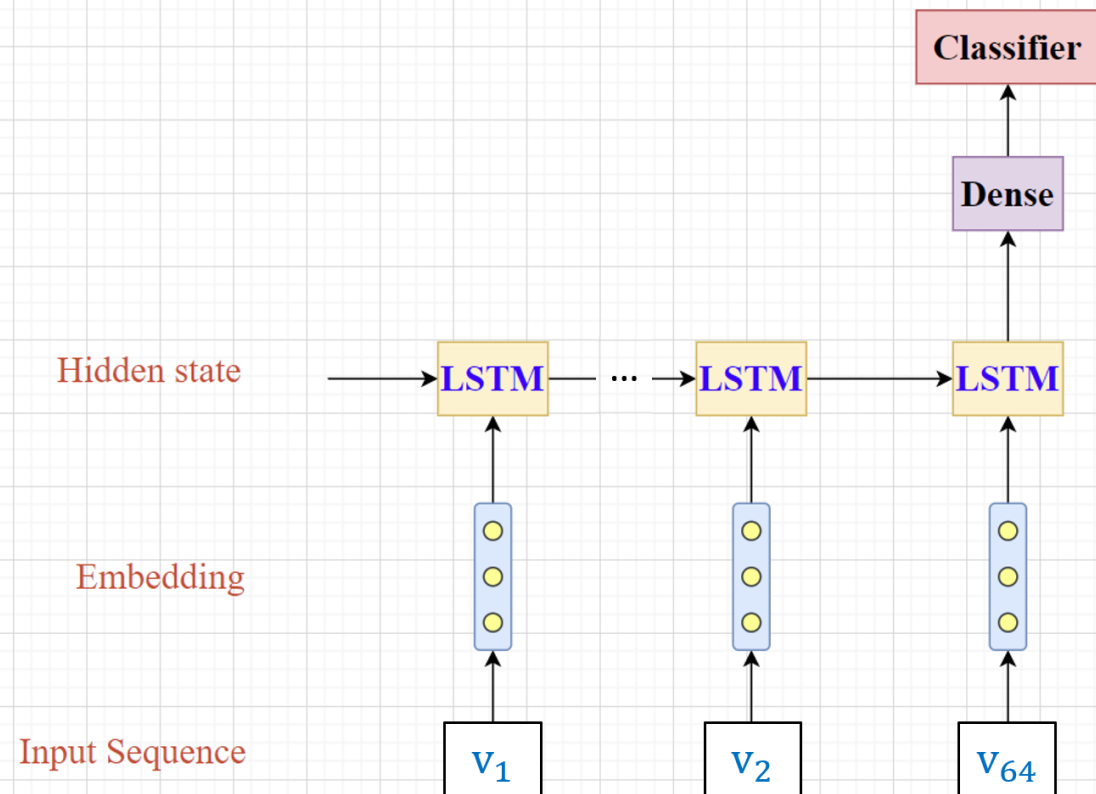 Classifier
Dense
Hidden state
LSTM
...
LSTM
LSTM
Embedding
Input Sequence
v₁
v₂
v₆₄